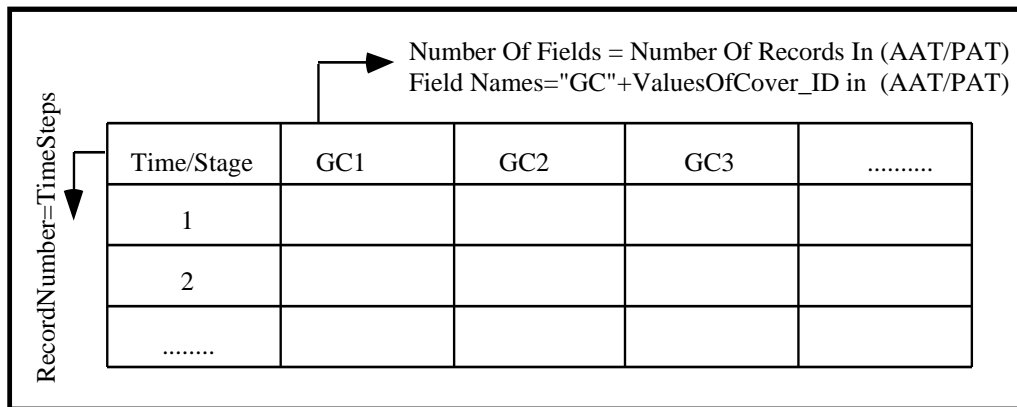 Number Of Fields = Number Of Records In (AAT/PAT)
Field Names="GC"+ValuesOfCover_ID in (AAT/PAT)
RecordNumber=TimeSteps
Time/Stage GC1 GC2 GC3 ..........
1
2
........